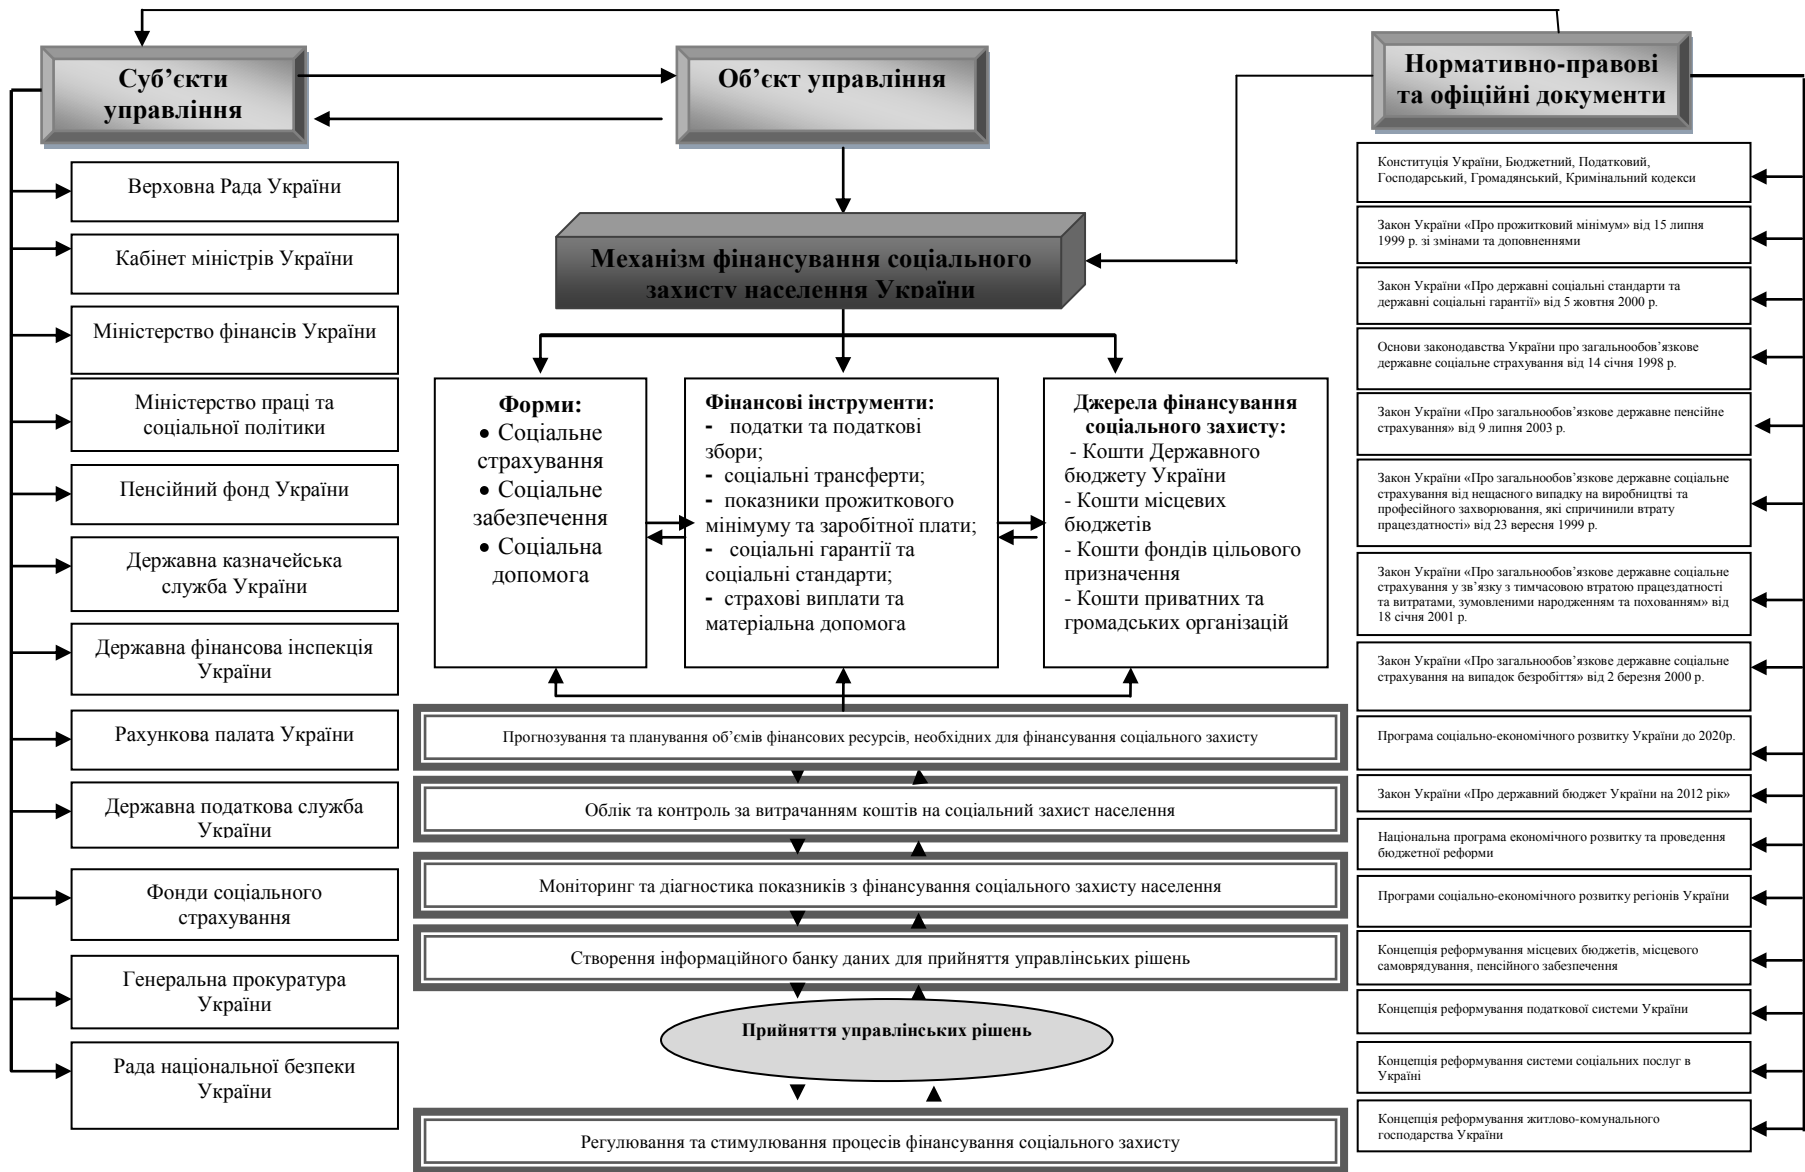 Суб’єкти
управління
Об’єкт управління
Нормативно-правові
та офіційні документи
Верховна Рада України
Кабінет міністрів України
Міністерство фінансів України
Міністерство праці та
соціальної політики
Пенсійний фонд України
Державна казначейська
служба України
Державна фінансова інспекція
України
Рахункова палата України
Державна податкова служба
України
Фонди соціального
страхування
Генеральна прокуратура
України
Рада національної безпеки
України
Механізм фінансування соціального
захисту населення України
Форми:
• Соціальне
страхування
• Соціальне
забезпечення
• Соціальна
допомога
Фінансові інструменти:
- податки та податкові
збори;
- соціальні трансферти;
- показники прожиткового
мінімуму та заробітної плати;
- соціальні гарантії та
соціальні стандарти;
- страхові виплати та
матеріальна допомога
Джерела фінансування
соціального захисту:
- Кошти Державного
бюджету України
- Кошти місцевих
бюджетів
- Кошти фондів цільового
призначення
- Кошти приватних та
громадських організацій
Прогнозування та планування об’ємів фінансових ресурсів, необхідних для фінансування соціального захисту
Облік та контроль за витрачанням коштів на соціальний захист населення
Моніторинг та діагностика показників з фінансування соціального захисту населення
Створення інформаційного банку даних для прийняття управлінських рішень
Прийняття управлінських рішень
Регулювання та стимулювання процесів фінансування соціального захисту
Конституція України, Бюджетний, Податковий,
Господарський, Громадянський, Кримінальний кодекси
Закон України «Про прожитковий мінімум» від 15 липня
1999 р. зі змінами та доповненнями
Закон України «Про державні соціальні стандарти та
державні соціальні гарантії» від 5 жовтня 2000 р.
Основи законодавства України про загальнообов’язкове
державне соціальне страхування від 14 січня 1998 р.
Закон України «Про загальнообов’язкове державне пенсійне
страхування» від 9 липня 2003 р.
Закон України «Про загальнообов’язкове державне соціальне
страхування від нещасного випадку на виробництві та
професійного захворювання, які спричинили втрату
працездатності» від 23 вересня 1999 р.
Закон України «Про загальнообов’язкове державне соціальне
страхування у зв’язку з тимчасовою втратою працездатності
та витратами, зумовленими народженням та похованням» від
18 січня 2001 р.
Закон України «Про загальнообов’язкове державне соціальне
страхування на випадок безробіття» від 2 березня 2000 р.
Програма соціально-економічного розвитку України до 2020р.
Закон України «Про державний бюджет України на 2012 рік»
Національна програма економічного розвитку та проведення
бюджетної реформи
Програми соціально-економічного розвитку регіонів України
Концепція реформування місцевих бюджетів, місцевого
самоврядування, пенсійного забезпечення
Концепція реформування податкової системи України
Концепція реформування системи соціальних послуг в
Україні
Концепція реформування житлово-комунального
господарства України